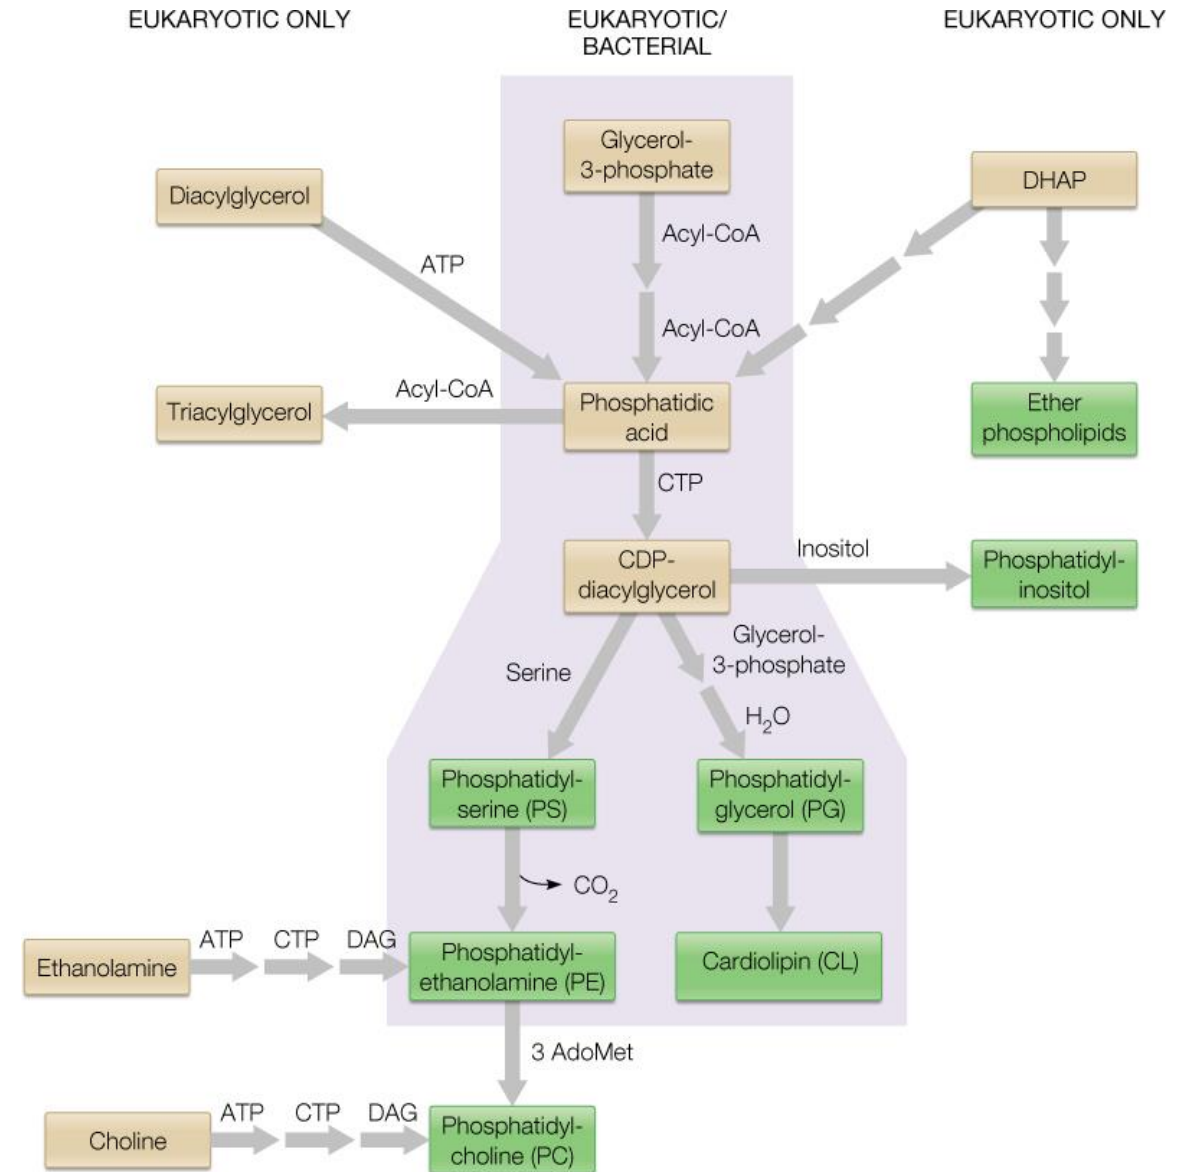 EUKARYOTIC ONLY
EUKARYOTIC/
BACTERIAL
EUKARYOTIC ONLY
Glycerol-
3-phosphate
DHAP
Diacylglycerol
Acyl-CoA
ATP
Acyl-CoA
Acyl-CoA
Triacylglycerol
Phosphatidic
acid
Ether
phospholipids
CTP
CDP-
diacylglycerol
Inositol
Phosphatidyl-
inositol
Glycerol-
3-phosphate
Serine
H₂O
Phosphatidyl-
serine (PS)
Phosphatidyl-
glycerol (PG)
CO₂
Ethanolamine
ATP
CTP
DAG
Phosphatidyl-
ethanolamine (PE)
Cardiolipin (CL)
3 AdoMet
Choline
ATP
CTP
DAG
Phosphatidyl-
choline (PC)